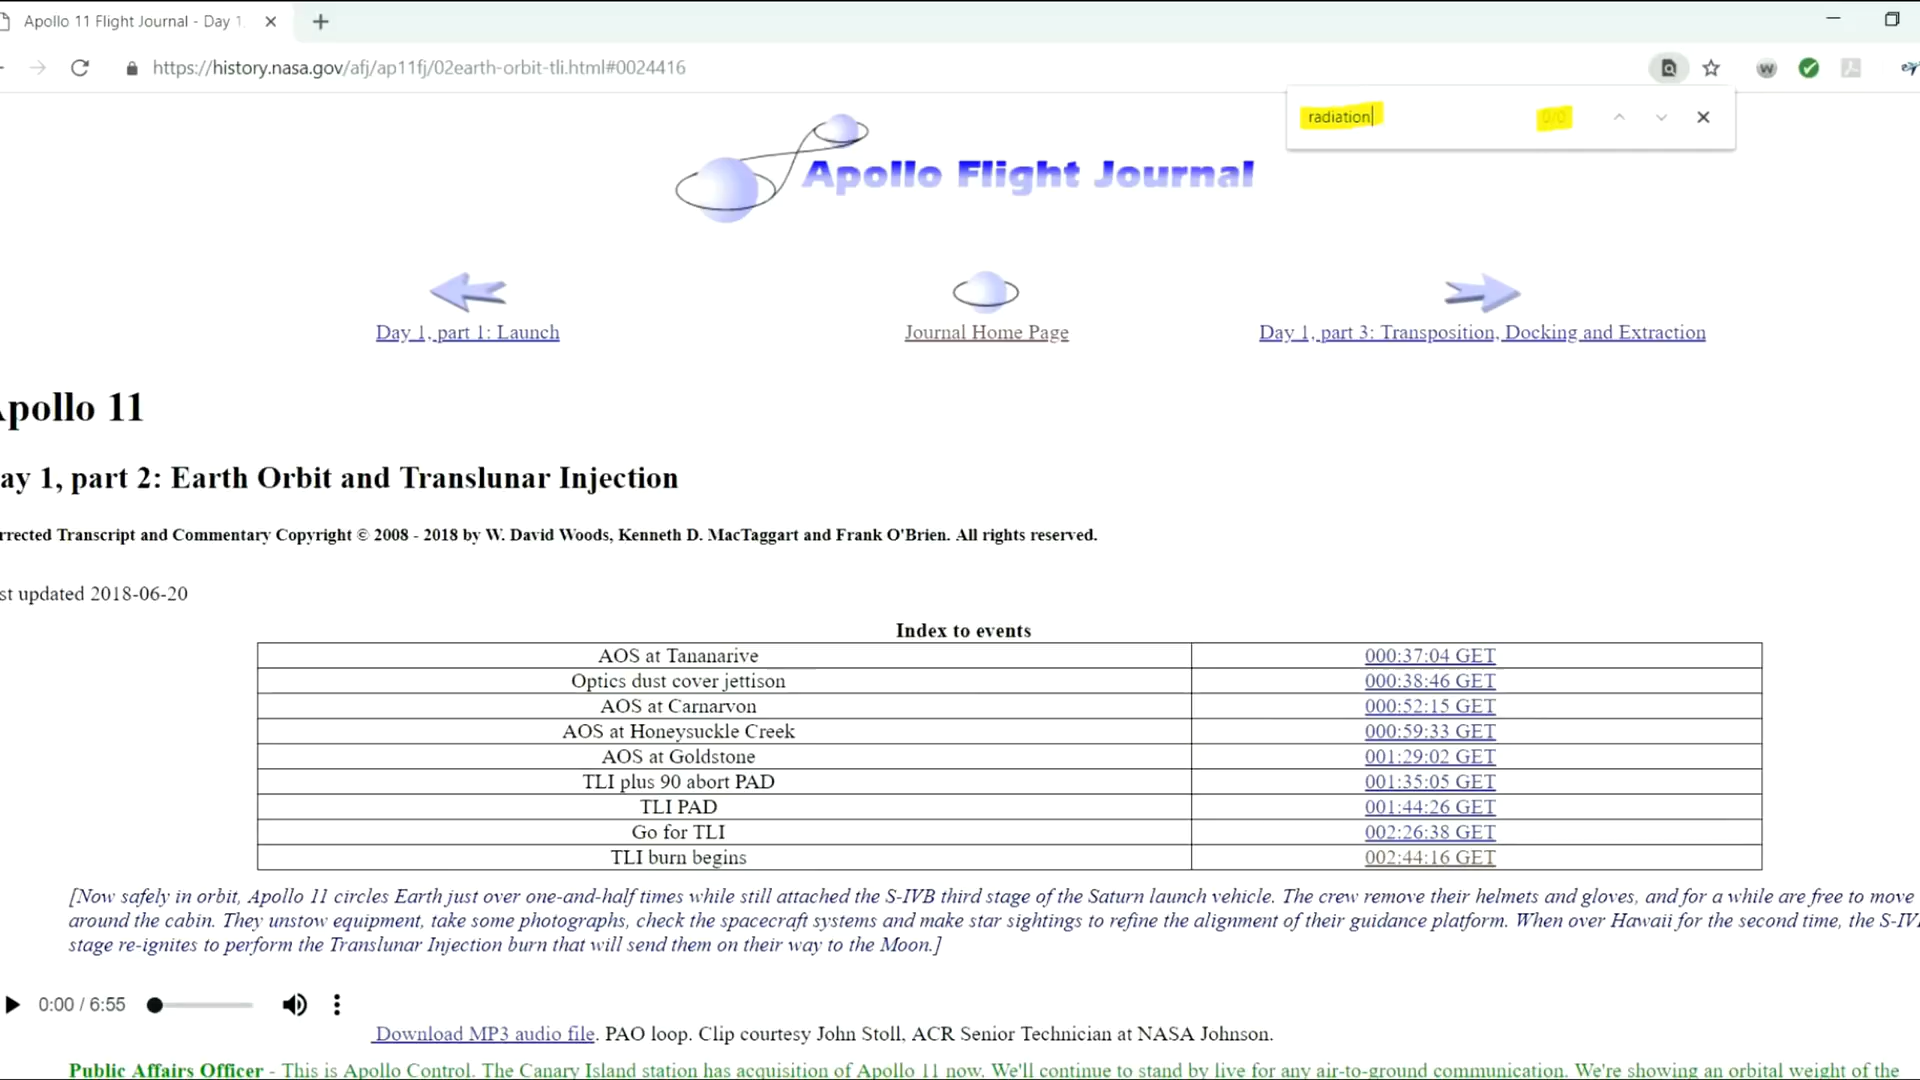 Apollo 11 Flight Journal - Day 1
https://history.nasa.gov/afj/ap11fj/02earth-orbit-tli.html#0024416
radiation 0/0
Apollo Flight Journal
Day 1, part 1: Launch
Journal Home Page
Day 1, part 3: Transposition, Docking and Extraction
pollo 11
ay 1, part 2: Earth Orbit and Translunar Injection
rrected Transcript and Commentary Copyright © 2008 - 2018 by W. David Woods, Kenneth D. MacTaggart and Frank O'Brien. All rights reserved.
st updated 2018-06-20
Index to events
AOS at Tananarive 000:37:04 GET
Optics dust cover jettison 000:38:46 GET
AOS at Carnarvon 000:52:15 GET
AOS at Honeysuckle Creek 000:59:33 GET
AOS at Goldstone 001:29:02 GET
TLI plus 90 abort PAD 001:35:05 GET
TLI PAD 001:44:26 GET
Go for TLI 002:26:38 GET
TLI burn begins 002:44:16 GET
[Now safely in orbit, Apollo 11 circles Earth just over one-and-half times while still attached the S-IVB third stage of the Saturn launch vehicle. The crew remove their helmets and gloves, and for a while are free to move
around the cabin. They unstow equipment, take some photographs, check the spacecraft systems and make star sightings to refine the alignment of their guidance platform. When over Hawaii for the second time, the S-IV
stage re-ignites to perform the Translunar Injection burn that will send them on their way to the Moon.]
0:00 / 6:55
Download MP3 audio file. PAO loop. Clip courtesy John Stoll, ACR Senior Technician at NASA Johnson.
Public Affairs Officer - This is Apollo Control. The Canary Island station has acquisition of Apollo 11 now. We'll continue to stand by live for any air-to-ground communication. We're showing an orbital weight of the